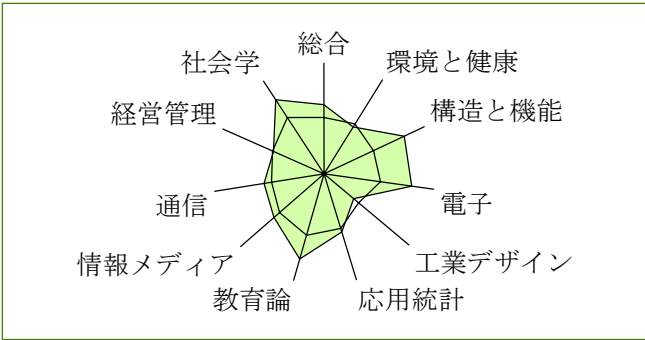 総合
環境と健康
構造と機能
電子
工業デザイン
応用統計
教育論
情報メディア
通信
経営管理
社会学